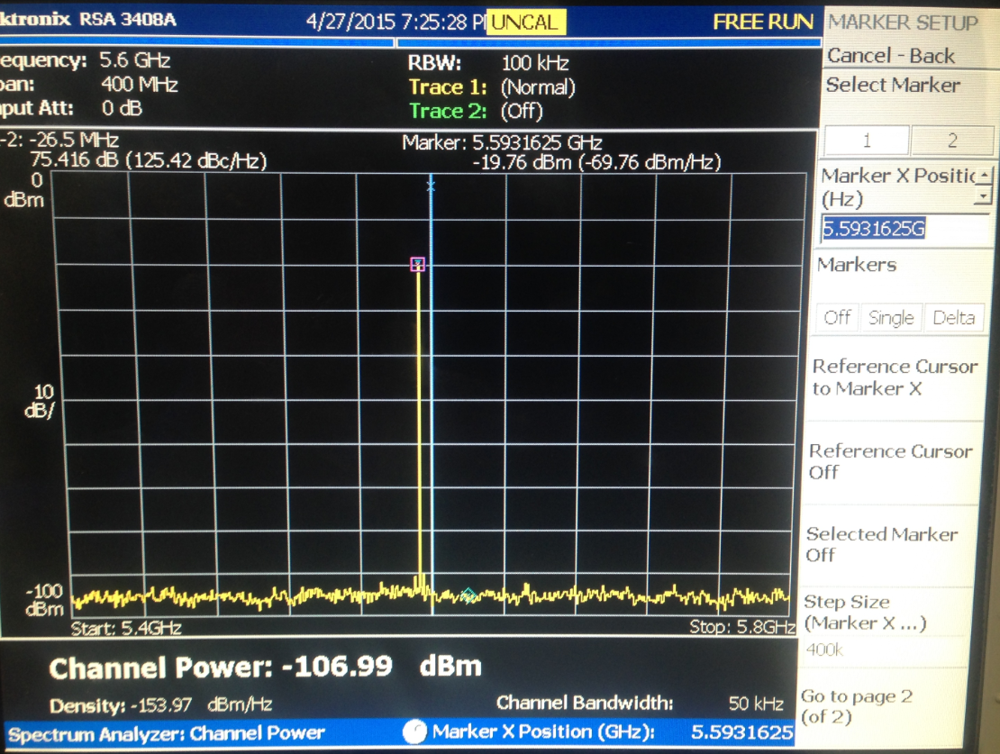 ktronix RSA 3408A 4/27/2015 7:25:28 P UNCAL FREE RUN
equency: 5.6 GHz RBW: 100 kHz
pan: 400 MHz Trace 1: (Normal)
put Att: 0 dB Trace 2: (Off)
-2: -26.5 MHz Marker: 5.5931625 GHz
75.416 dB (125.42 dBc/Hz) -19.76 dBm (-69.76 dBm/Hz)
0
dBm
10
dB/
-100
dBm
Start: 5.4GHz Stop: 5.8GHz
Channel Power: -106.99 dBm
Density: -153.97 dBm/Hz Channel Bandwidth: 50 kHz
Spectrum Analyzer: Channel Power Marker X Position (GHz): 5.5931625
MARKER SETUP
Cancel - Back
Select Marker
1 2
Marker X Positic
(Hz)
5.5931625G
Markers
Off Single Delta
Reference Cursor
to Marker X
Reference Cursor
Off
Selected Marker
Off
Step Size
(Marker X ...)
400k
Go to page 2
(of 2)